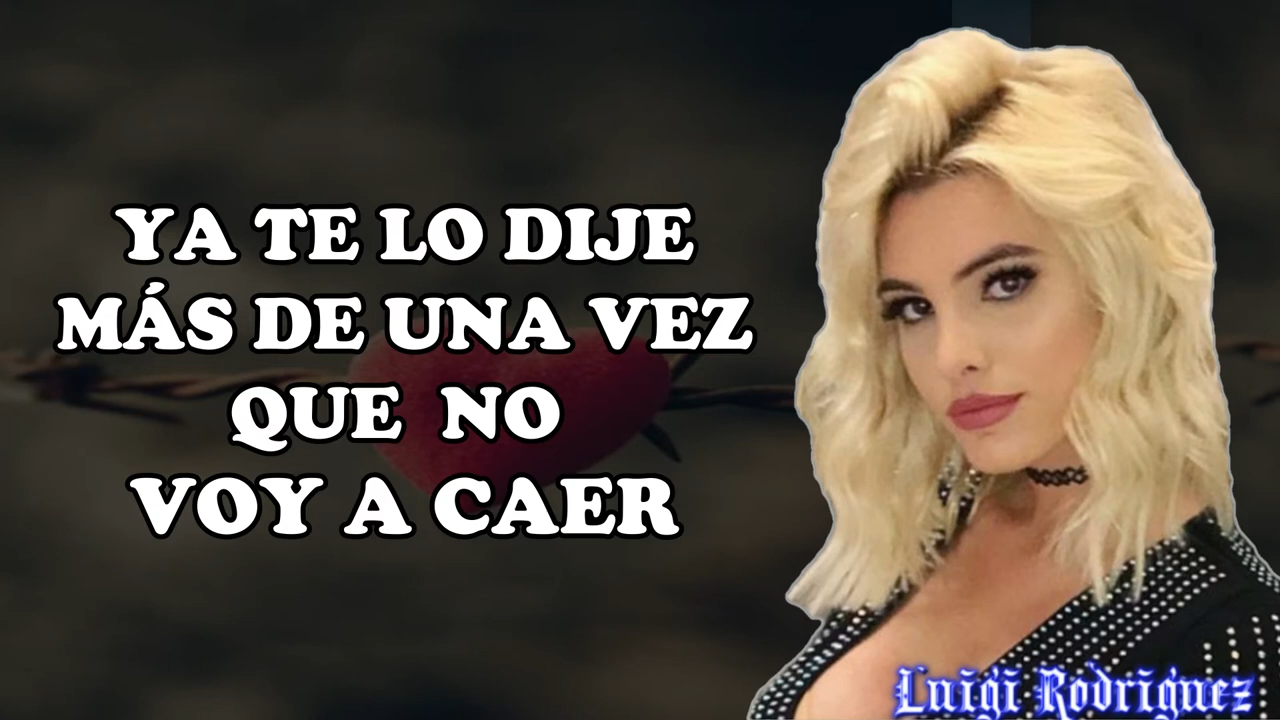 YA TE LO DIJE
MÁS DE UNA VEZ
QUE NO
VOY A CAER
Luigi Rodriguez